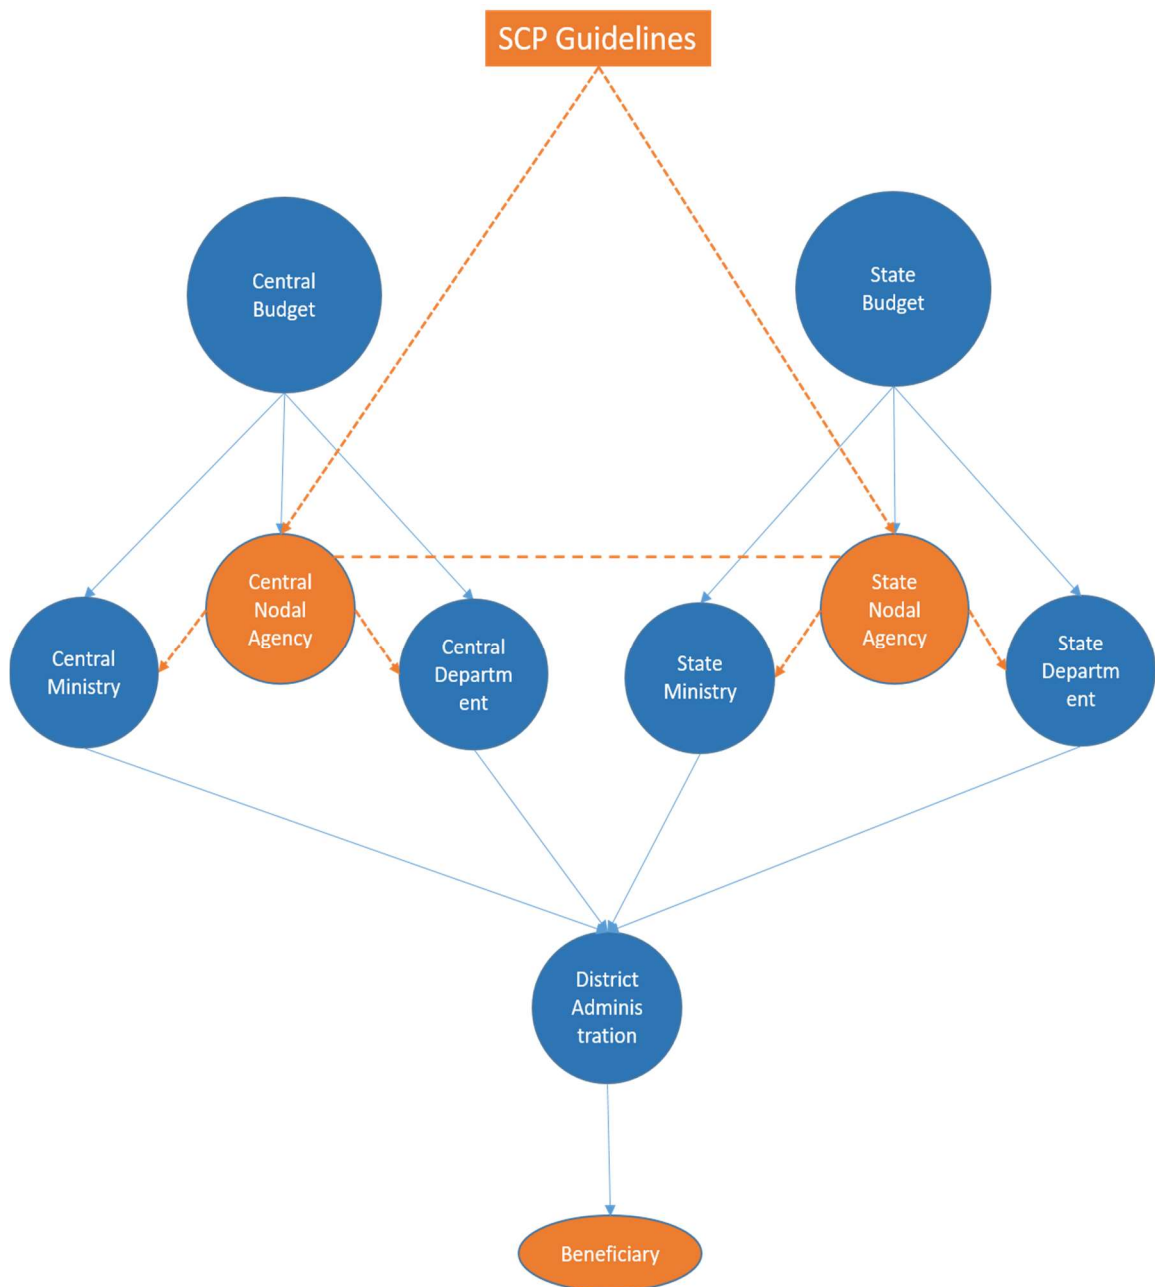 SCP Guidelines
Central
Budget
State
Budget
Central
Nodal
Agency
State
Nodal
Agency
Central
Ministry
Central
Departm
ent
State
Ministry
State
Departm
ent
District
Adminis
tration
Beneficiary